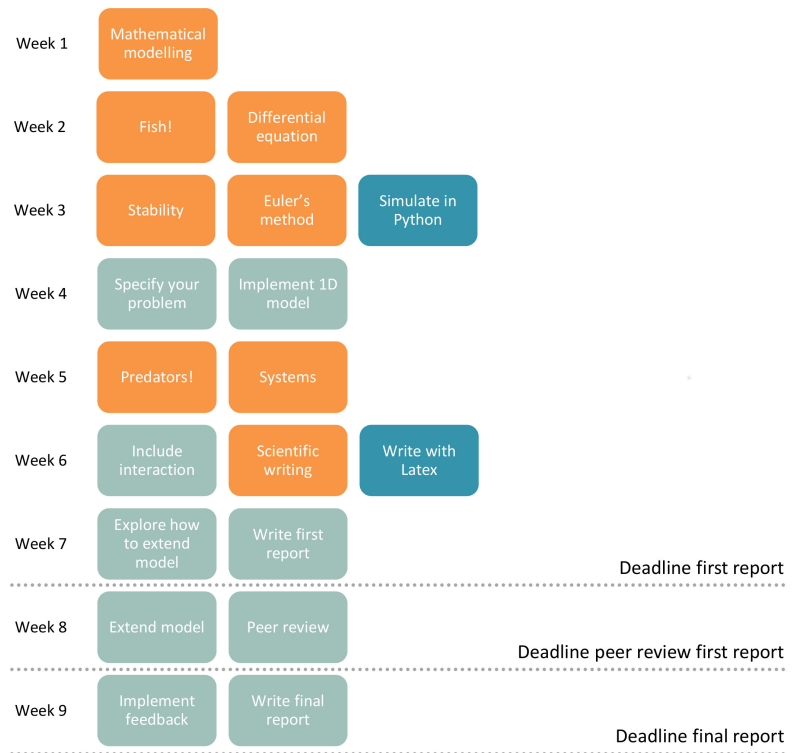 Week 1
Mathematical
modelling
Week 2
Fish!
Differential
equation
Week 3
Stability
Euler's
method
Simulate in
Python
Week 4
Specify your
problem
Implement 1D
model
Week 5
Predators!
Systems
Week 6
Include
interaction
Scientific
writing
Write with
Latex
Week 7
Explore how
to extend
model
Write first
report
Deadline first report
Week 8
Extend model
Peer review
Deadline peer review first report
Week 9
Implement
feedback
Write final
report
Deadline final report